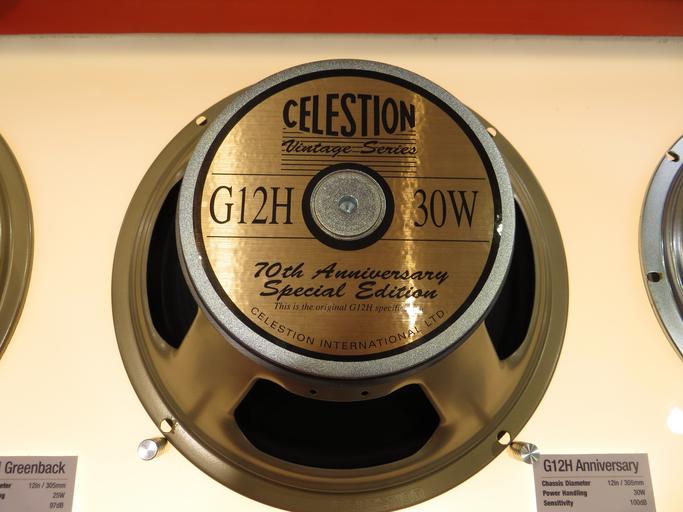 CELESTION
Vintage Series
G12H 30W
70th Anniversary
Special Edition
This is the original G12H
CELESTION INTERNATIONAL LTD.
Greenback
12in / 305mm
25W
97dB
G12H Anniversary
Chassis Diameter 12in / 305mm
Power Handling 30W
Sensitivity 100dB